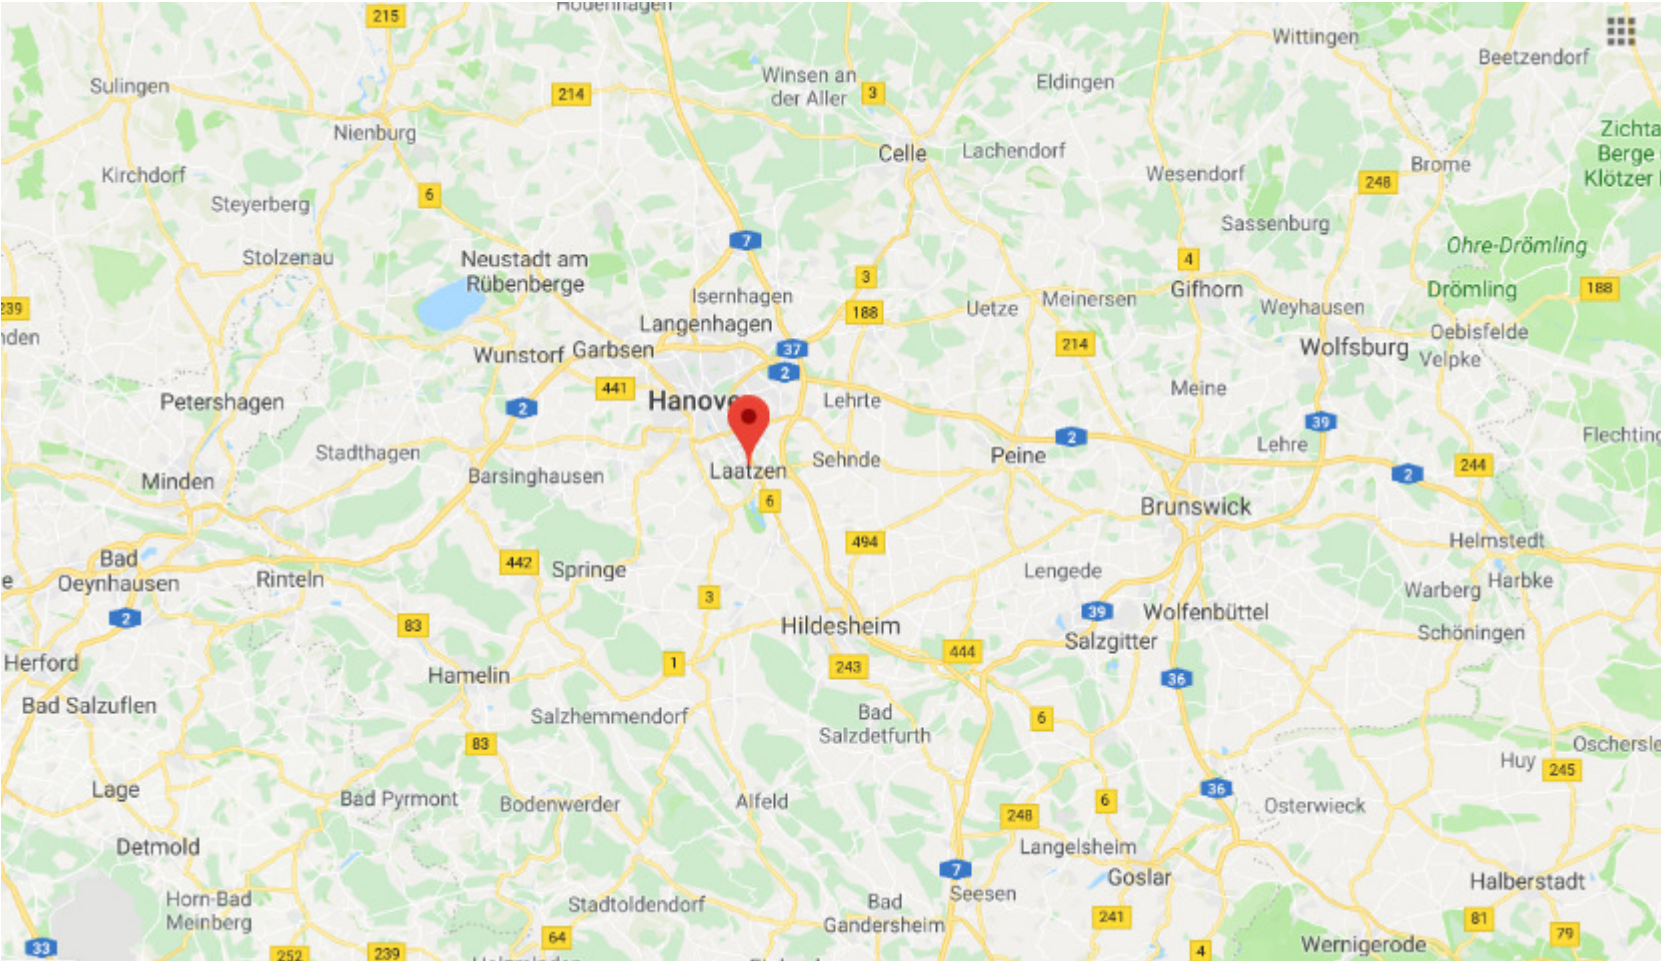 215
Sulingen
214
Winsen an
der Aller
3
Eldingen
Wittingen
Beetzendorf
Nienburg
Celle
Lachendorf
Kirchdorf
6
Steyerberg
Wesendorf
248
Brome
Zichta
Berge
Klötzer
Sassenburg
7
Ohre-Drömling
Stolzenau
Neustadt am
Rübenberge
3
4
Gifhorn
Drömling
188
239
Isernhagen
Uetze
Meinersen
Weyhausen
188
Langenhagen
Oebisfelde
nden
Wunstorf
Garbsen
37
214
Wolfsburg
Velpke
2
441
Meine
Petershagen
2
Hanove
Lehrte
39
Stadthagen
2
Lehre
Flechting
Minden
Barsinghausen
Laatzen
Sehnde
Peine
2
244
6
Brunswick
Bad
Oeynhausen
Rinteln
442
Springe
494
Lengede
Helmstedt
e
Warberg
Harbke
2
83
3
Hildesheim
39
Wolfenbüttel
Salzgitter
Schöningen
Herford
Hamelin
1
243
444
36
Bad Salzuflen
Salzhemmendorf
Bad
Salzdetfurth
6
83
Huy
Oschersle
245
Lage
Bad Pyrmont
Bodenwerder
Alfeld
6
36
Osterwieck
248
Detmold
Langelsheim
7
Goslar
Seesen
Halberstadt
Horn-Bad
Meinberg
Stadtoldendorf
Bad
Gandersheim
241
81
79
33
252
239
64
4
Wernigerode